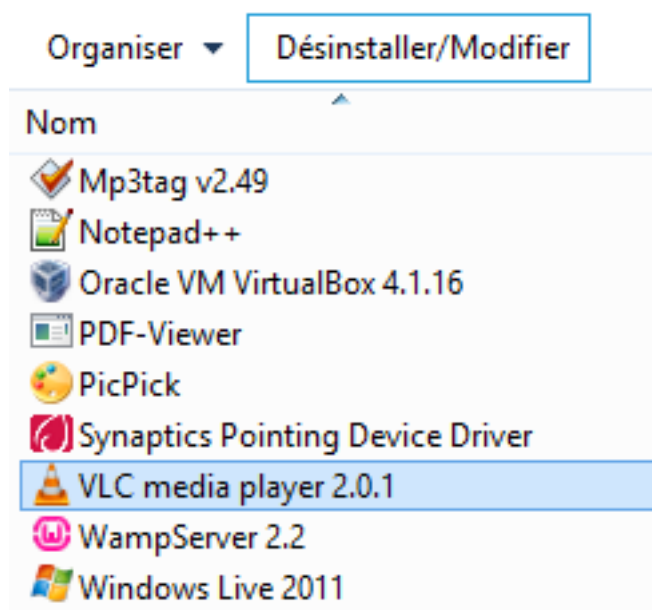 Organiser Désinstaller/Modifier
Nom
Mp3tag v2.49
Notepad++
Oracle VM VirtualBox 4.1.16
PDF-Viewer
PicPick
Synaptics Pointing Device Driver
VLC media player 2.0.1
WampServer 2.2
Windows Live 2011